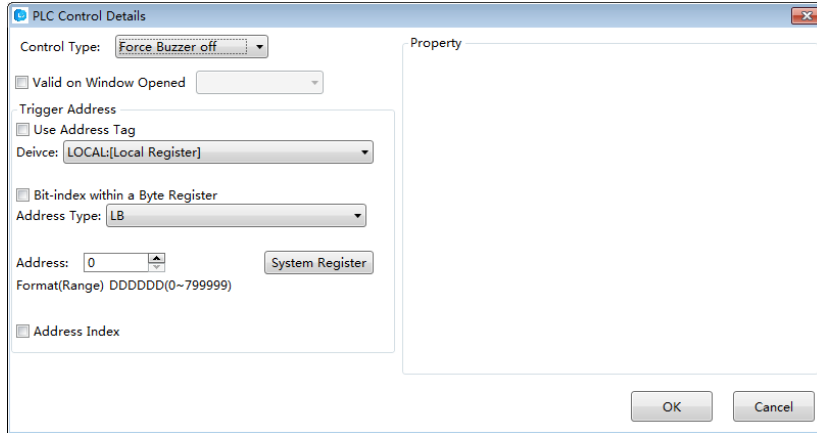 PLC Control Details
Control Type: Force Buzzer off
Property
Valid on Window Opened
Trigger Address
Use Address Tag
Deivce: LOCAL:[Local Register]
Bit-index within a Byte Register
Address Type: LB
Address: 0 System Register
Format(Range) DDDDDD(0~799999)
Address Index
OK Cancel